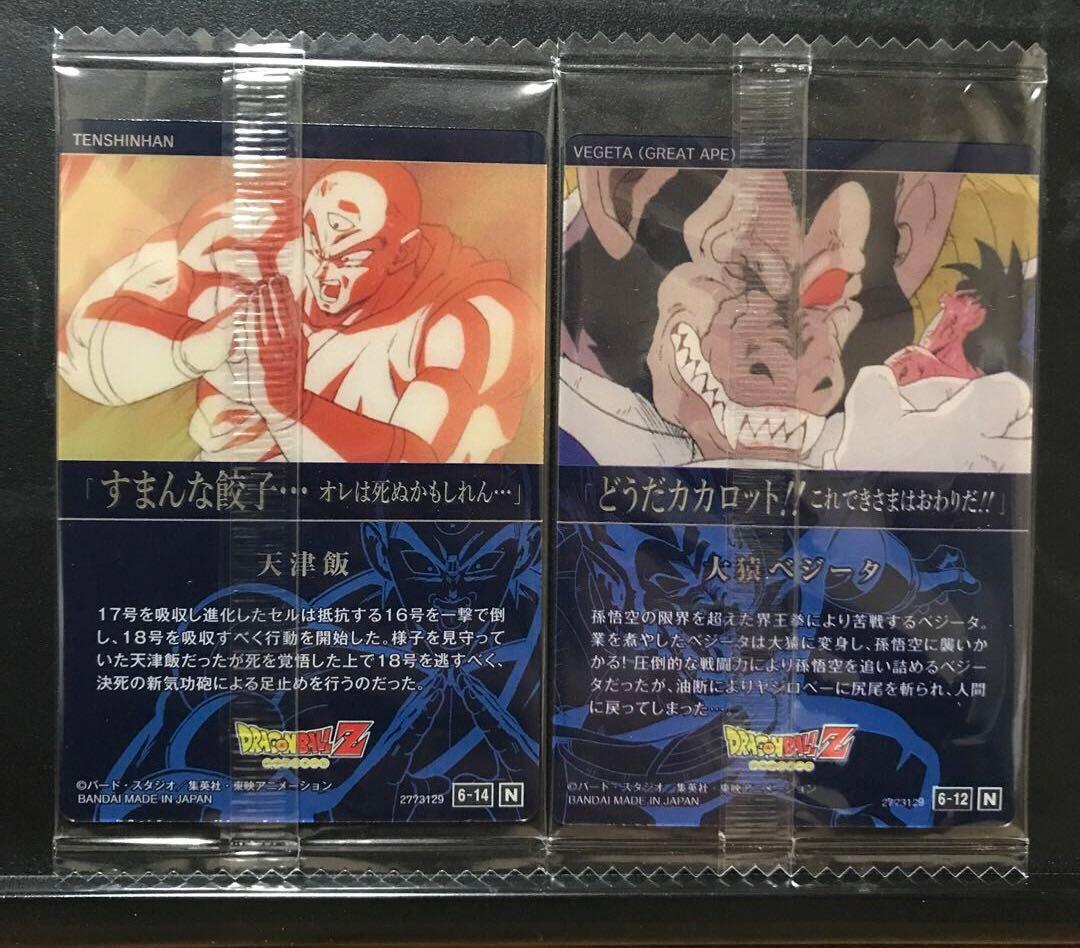 TENSHINHAN
「すまんな餃子… オレは死ぬかもしれん…」
天津飯
17号を吸収し進化したセルは抵抗する16号を一撃で倒
し、18号を吸収すべく行動を開始した。様子を見守って
いた天津飯だったが死を覚悟した上で18号を逃すべく、
決死の新気功砲による足止めを行うのだった。
DRAGONBALL Z
©バード・スタジオ／集英社・東映アニメーション
BANDAI MADE IN JAPAN
2773129 6-14 N
VEGETA (GREAT APE)
「どうだカカロット!! これできさまはおわりだ!!」
大猿ベジータ
孫悟空の限界を超えた界王拳により苦戦するベジータ。
業を煮やしたベジータは大猿に変身し、孫悟空に襲いか
かる! 圧倒的な戦闘力により孫悟空を追い詰めるベジー
タだったが、油断によりヤジロベーに尻尾を斬られ、人間
に戻ってしまった…
DRAGONBALL Z
©バード・スタジオ／集英社・東映アニメーション
BANDAI MADE IN JAPAN
2773129 6-12 N